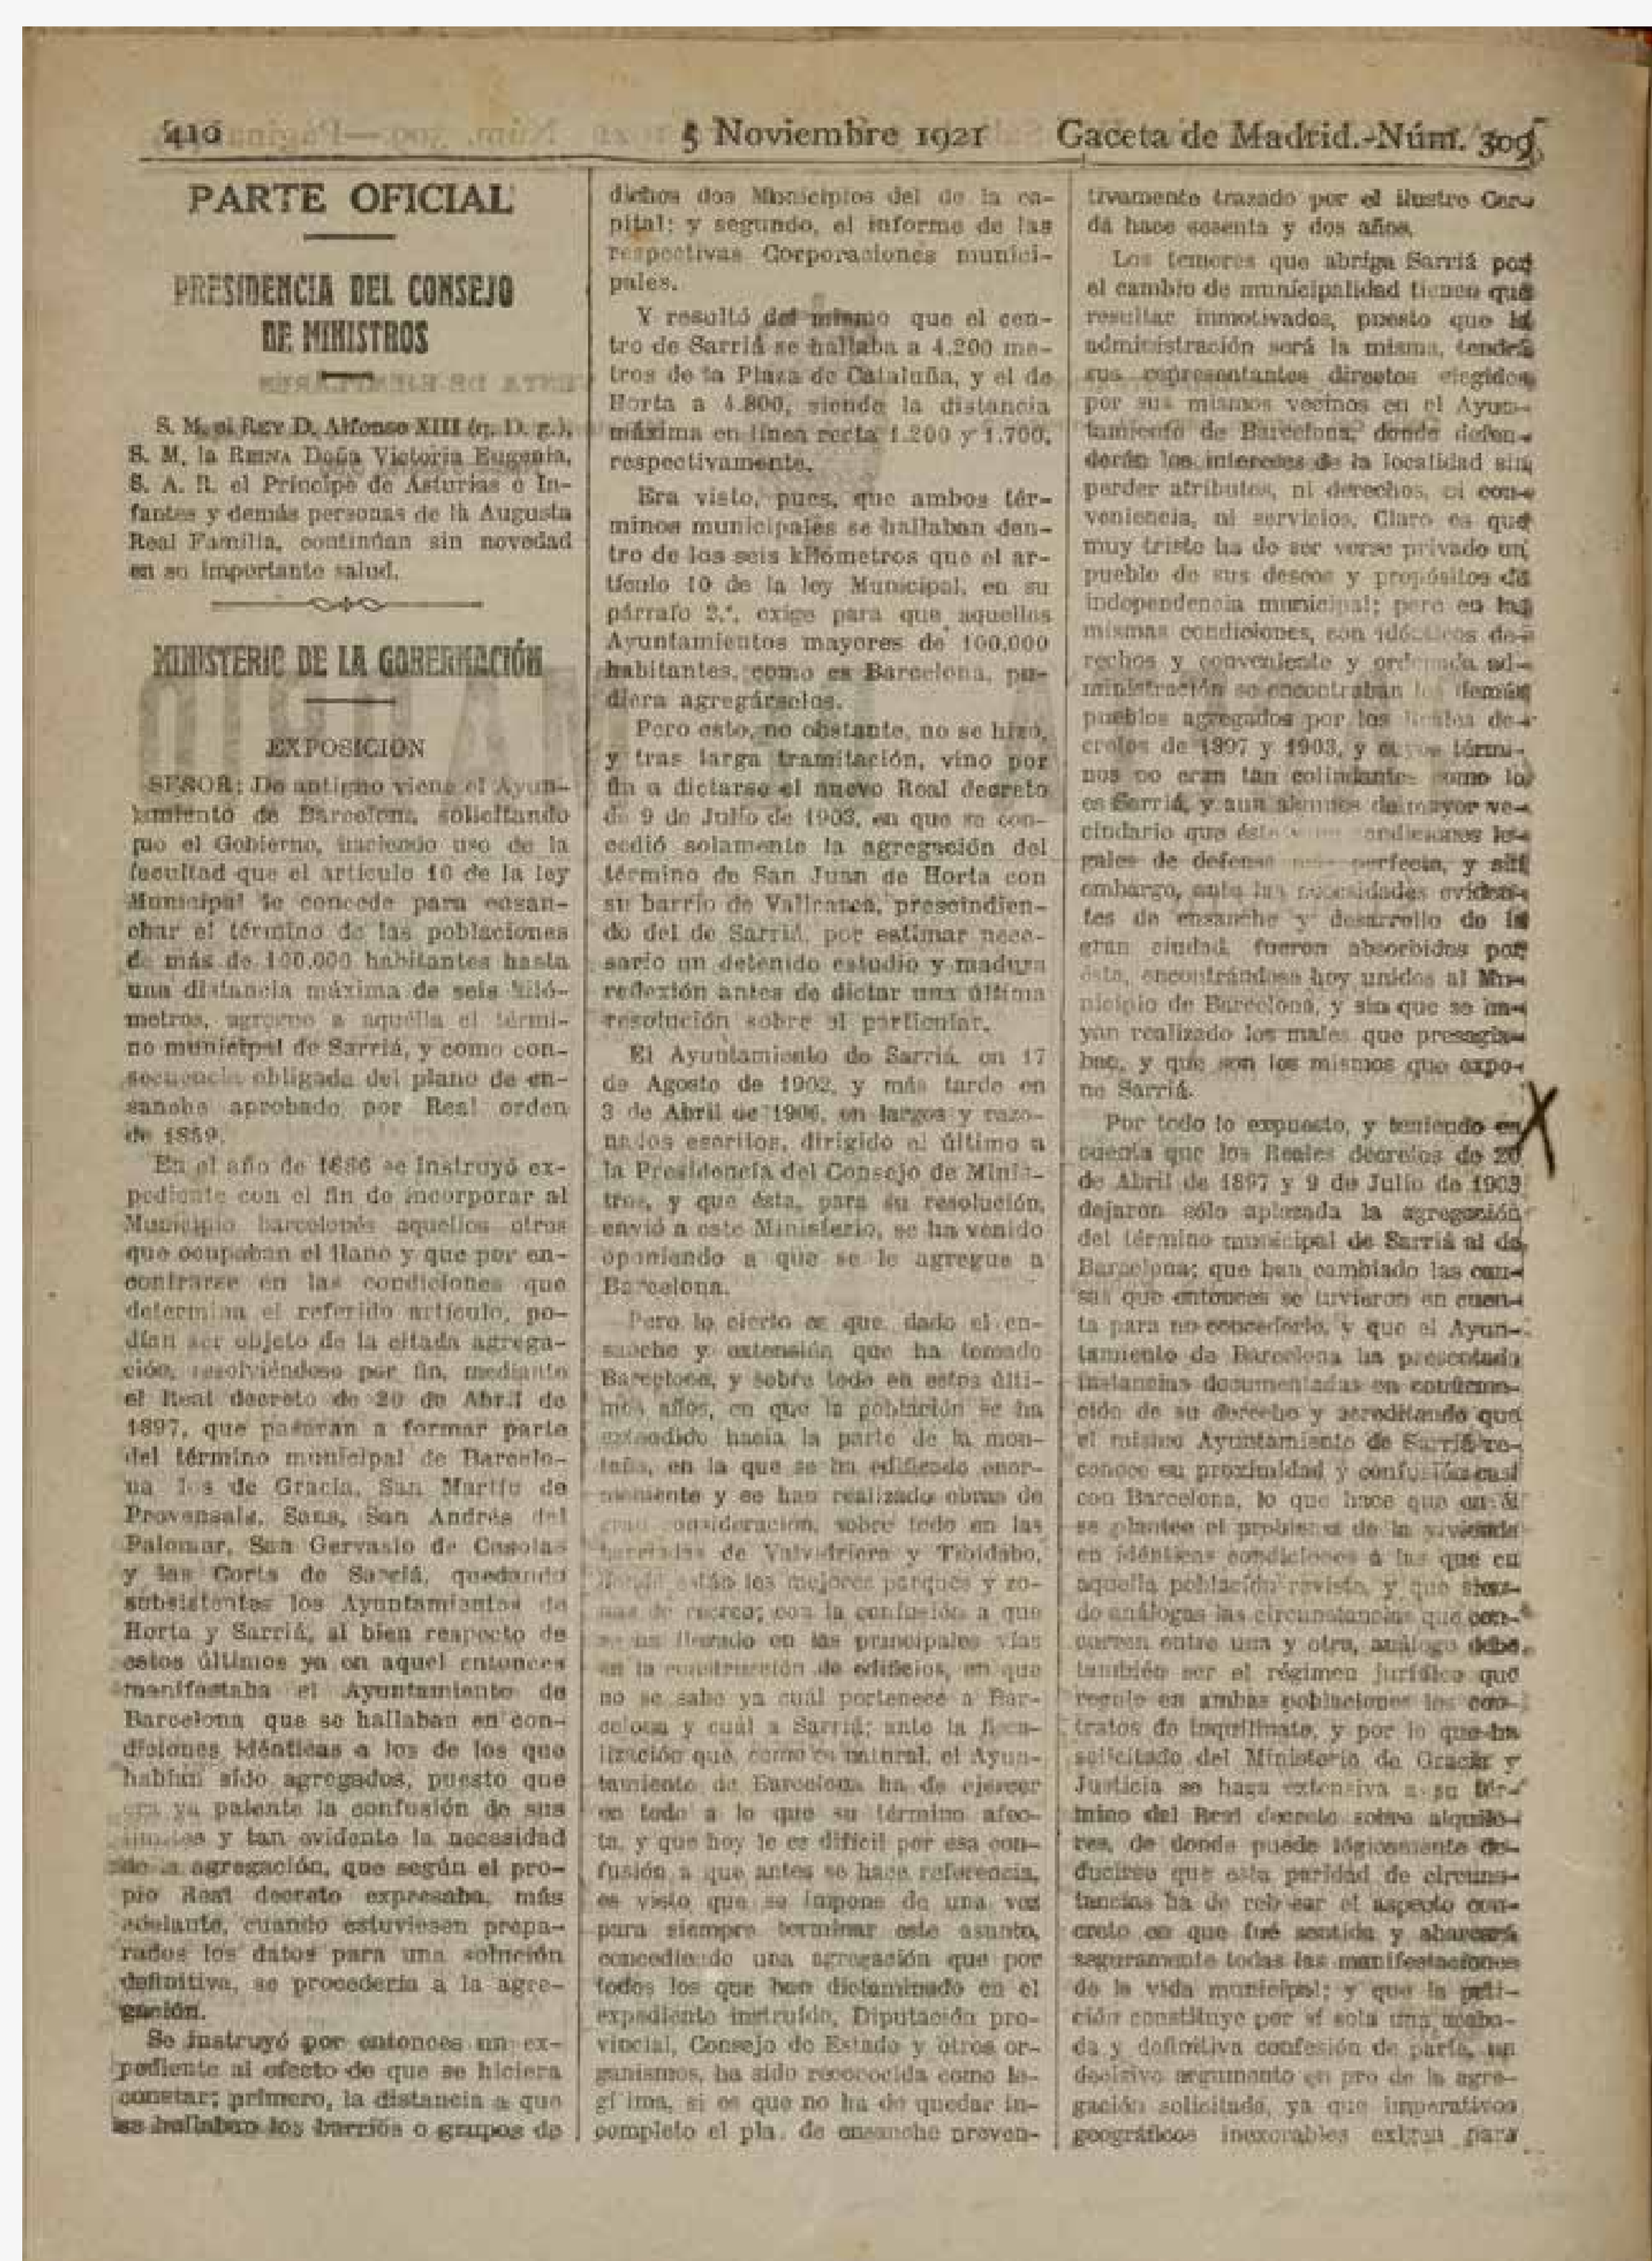 410
5 Noviembre 1921
Gaceta de Madrid.-Núm. 309
PARTE OFICIAL
PRESIDENCIA DEL CONSEJO
DE MINISTROS
S. M. el REY D. Alfonso XIII (q. D. g.),
S. M. la REINA Doña Victoria Eugenia,
S. A. R. el Príncipe de Asturias e In-
fantes y demás personas de la Augusta
Real Familia, continúan sin novedad
en su importante salud.
MINISTERIO DE LA GOBERNACIÓN
EXPOSICIÓN
SEÑOR: De antiguo viene el Ayun-
tamiento de Barcelona solicitando
que el Gobierno, haciendo uso de la
facultad que el artículo 10 de la ley
Municipal le concede para ensan-
char el término de las poblaciones
de más de 100.000 habitantes hasta
una distancia máxima de seis kiló-
metros, agregue a aquélla el térmi-
no municipal de Sarriá, y como con-
secuencia obligada del plano de en-
sanche aprobado por Real orden
de 1859.
En el año de 1886 se instruyó ex-
pediente con el fin de incorporar al
Municipio barcelonés aquellos otros
que ocupaban el llano y que por en-
contrarse en las condiciones que
determina el referido artículo, po-
dían ser objeto de la citada agrega-
ción, resolviéndose por fin, mediante
el Real decreto de 20 de Abril de
1897, que pasaran a formar parte
del término municipal de Barcelo-
na los de Gracia, San Martín de
Provensals, Sans, San Andrés del
Palomar, San Gervasio de Casolas
y las Corts de Sarriá, quedando
subsistentes los Ayuntamientos de
Horta y Sarriá, si bien respecto de
estos últimos ya en aquel entonces
manifestaba el Ayuntamiento de
Barcelona que se hallaban en con-
diciones idénticas a los de los que
habían sido agregados, puesto que
era ya patente la confusión de sus
límites y tan evidente la necesidad
de la agregación, que según el pro-
pio Real decreto expresaba, más
adelante, cuando estuviesen prepa-
rados los datos para una solución
definitiva, se procedería a la agre-
gación.
Se instruyó por entonces un ex-
pediente al efecto de que se hiciera
constar; primero, la distancia a que
se hallaban los barrios o grupos de
dichos dos Municipios del de la ca-
pital; y segundo, el informe de las
respectivas Corporaciones munici-
pales.
Y resultó del mismo que el cen-
tro de Sarriá se hallaba a 4.200 me-
tros de la Plaza de Cataluña, y el de
Horta a 4.800, siendo la distancia
máxima en línea recta 1.200 y 1.700,
respectivamente.
Era visto, pues, que ambos tér-
minos municipales se hallaban den-
tro de los seis kilómetros que el ar-
tículo 10 de la ley Municipal, en su
párrafo 2.º, exige para que aquellos
Ayuntamientos mayores de 100.000
habitantes, como es Barcelona, pu-
diera agregárselos.
Pero esto, no obstante, no se hizo,
y tras larga tramitación, vino por
fin a dictarse el nuevo Real decreto
de 9 de Julio de 1903, en que se con-
cedió solamente la agregación del
término de San Juan de Horta con
su barrio de Vallcarca, prescindien-
do del de Sarriá, por estimar nece-
sario un detenido estudio y madura
reflexión antes de dictar una última
resolución sobre el particular.
El Ayuntamiento de Sarriá, en 17
de Agosto de 1902, y más tarde en
3 de Abril de 1906, en largos y razo-
nados escritos, dirigido el último a
la Presidencia del Consejo de Minis-
tros, y que ésta, para su resolución,
envió a este Ministerio, se ha venido
oponiendo a que se le agregue a
Barcelona.
Pero lo cierto es que, dado el en-
sanche y extensión que ha tomado
Barcelona, y sobre todo en estos últi-
mos años, en que la población se ha
extendido hacia la parte de la mon-
taña, en la que se ha edificado enor-
memente y se han realizado obras de
gran consideración, sobre todo en las
barriadas de Valvidriera y Tibidabo,
donde están los mejores parques y zo-
nas de recreo; con la confusión a que
se ha llegado en las principales vías
en la construcción de edificios, en que
no se sabe ya cuál pertenece a Bar-
celona y cuál a Sarriá; ante la fisca-
lización que, como es natural, el Ayun-
tamiento de Barcelona ha de ejercer
en todo a lo que su término afec-
ta, y que hoy le es difícil por esa con-
fusión a que antes se hace referencia,
es visto que se impone de una vez
para siempre terminar este asunto,
concediendo una agregación que por
todos los que han dictaminado en el
expediente instruído, Diputación pro-
vincial, Consejo de Estado y otros or-
ganismos, ha sido reconocida como le-
gítima, si es que no ha de quedar in-
completo el plan de ensanche preven-
tivamente trazado por el ilustre Cer-
dá hace sesenta y dos años.
Los temores que abriga Sarriá por
el cambio de municipalidad tienen que
resultar inmotivados, puesto que la
administración será la misma, tendrá
sus representantes directos elegidos
por sus mismos vecinos en el Ayun-
tamiento de Barcelona, donde defen-
derán los intereses de la localidad sin
perder atributos, ni derechos, ni con-
veniencia, ni servicios. Claro es que
muy triste ha de ser verse privado un
pueblo de sus deseos y propósitos de
independencia municipal; pero en las
mismas condiciones, con idénticos de-
rechos y conveniente y ordenada ad-
ministración se encontraban los demás
pueblos agregados por los Reales de-
cretos de 1897 y 1903, y cuyos térmi-
nos no eran tan colindantes como lo
es Sarriá, y aun algunos de mayor ve-
cindario que éste y en condiciones le-
gales de defensa más perfecta, y sin
embargo, ante las necesidades eviden-
tes de ensanche y desarrollo de la
gran ciudad, fueron absorbidos por
ésta, encontrándose hoy unidos al Mu-
nicipio de Barcelona, y sin que se ha-
yan realizado los males que presagia-
ban, y que son los mismos que expo-
ne Sarriá.
Por todo lo expuesto, y teniendo en
cuenta que los Reales decretos de 20
de Abril de 1897 y 9 de Julio de 1903
dejaron sólo aplazada la agregación
del término municipal de Sarriá al de
Barcelona; que han cambiado las cau-
sas que entonces se tuvieron en cuen-
ta para no concederlo, y que el Ayun-
tamiento de Barcelona ha presentado
instancias documentadas en confirma-
ción de su derecho y acreditando que
el mismo Ayuntamiento de Sarriá re-
conoce su proximidad y confusión casi
con Barcelona, lo que hace que en él
se plantee el problema de la vivienda
en idénticas condiciones a las que en
aquella población reviste, y que sien-
do análogas las circunstancias que con-
curren entre una y otra, análogo debe
también ser el régimen jurídico que
regule en ambas poblaciones los con-
tratos de inquilinato, y por lo que ha
solicitado del Ministerio de Gracia y
Justicia se haga extensiva a su tér-
mino del Real decreto sobre alquile-
res, de donde puede lógicamente de-
ducirse que esta paridad de circuns-
tancias ha de rebasar el aspecto con-
creto en que fué sentida y abarcará
seguramente todas las manifestaciones
de la vida municipal; y que la peti-
ción constituye por sí sola una acaba-
da y definitiva confesión de parte, un
decisivo argumento en pro de la agre-
gación solicitada, ya que imperativos
geográficos inexorables exigen para